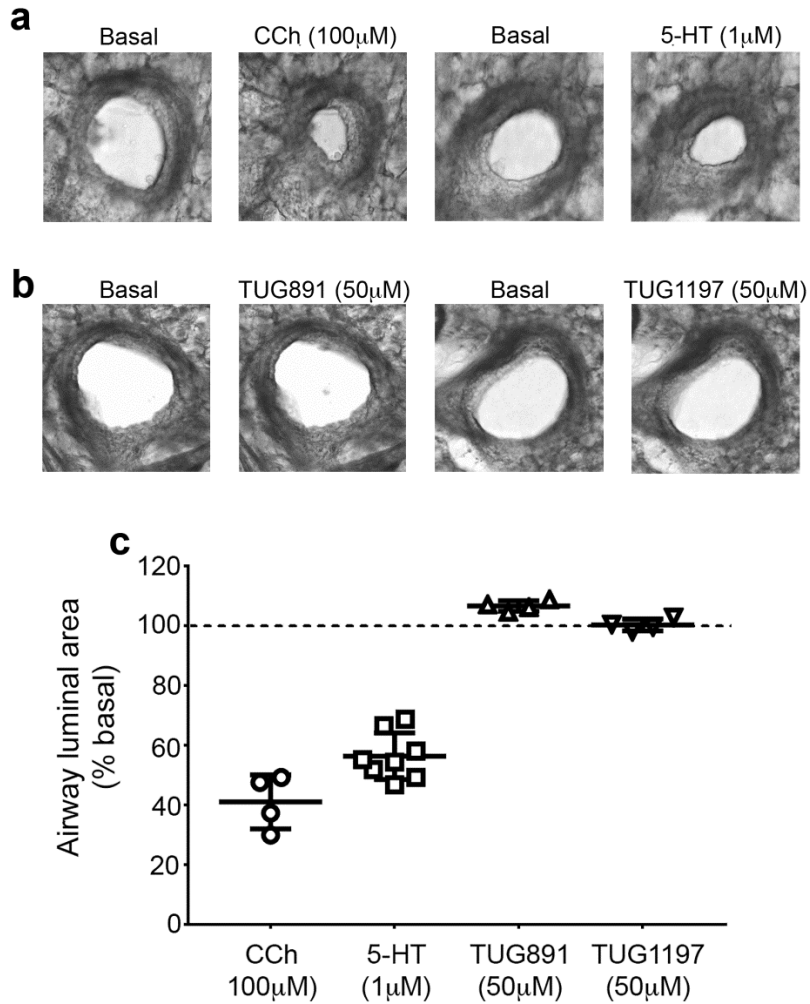 a
Basal CCh (100μM) Basal 5-HT (1μM)
b
Basal TUG891 (50μM) Basal TUG1197 (50μM)
c
Airway luminal area
(% basal)
120
100
80
60
40
20
0
CCh 5-HT TUG891 TUG1197
100μM) (1μM) (50μM) (50μM)